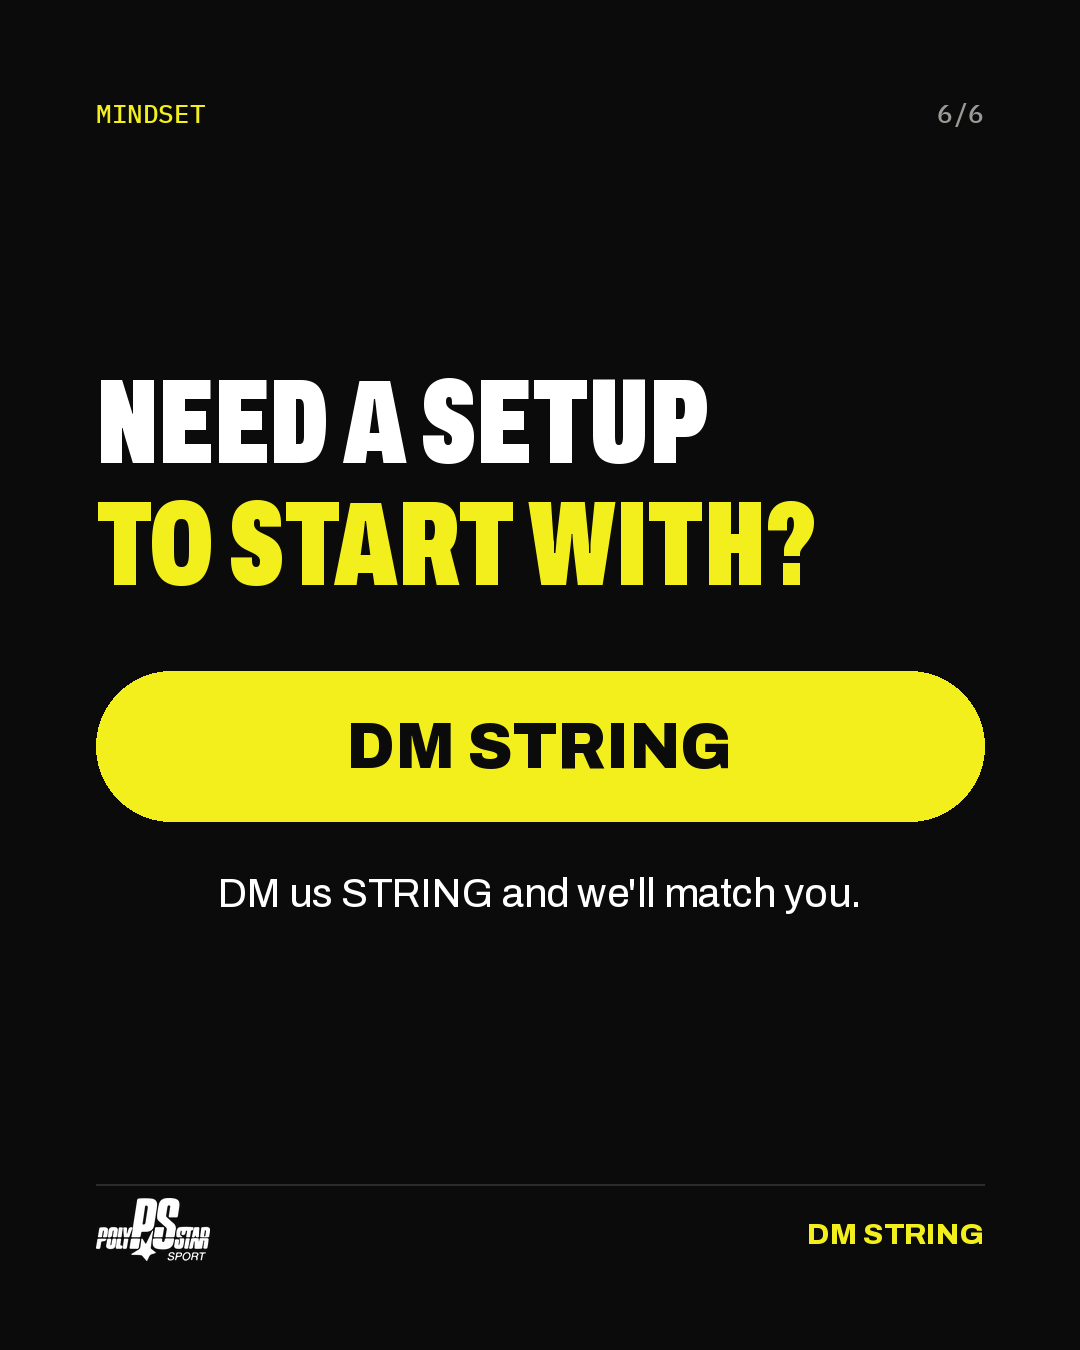 MINDSET
6/6
NEED A SETUP
TO START WITH?
DM STRING
DM us STRING and we'll match you.
POLY PS STAR
SPORT
DM STRING